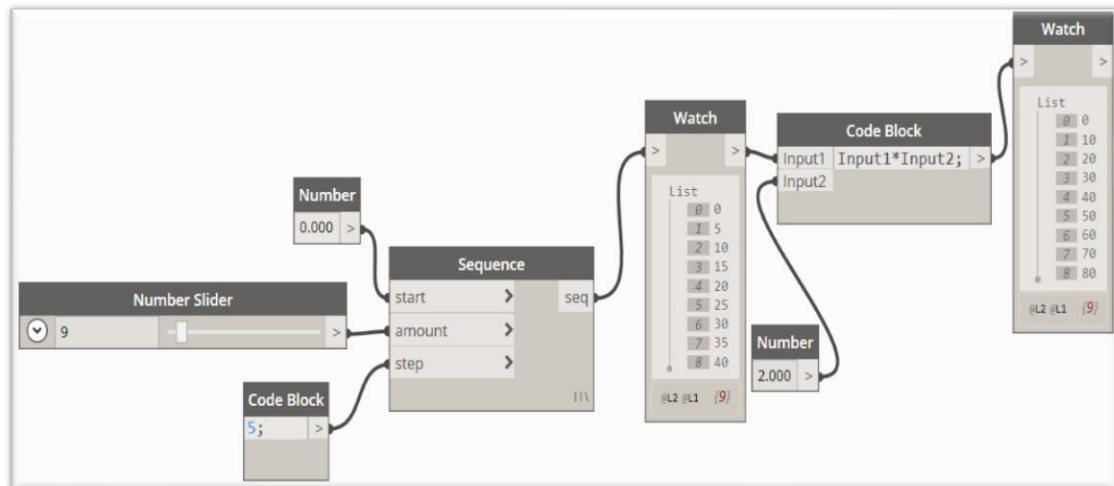 Number
0.000 >
Number Slider
9 >
Code Block
5; >
Sequence
start > seq
amount >
step >
Watch
> >
List
0 0
1 5
2 10
3 15
4 20
5 25
6 30
7 35
8 40
@L2 @L1 {9}
Number
2.000 >
Code Block
Input1 Input1*Input2; >
Input2
Watch
> >
List
0 0
1 10
2 20
3 30
4 40
5 50
6 60
7 70
8 80
@L2 @L1 {9}